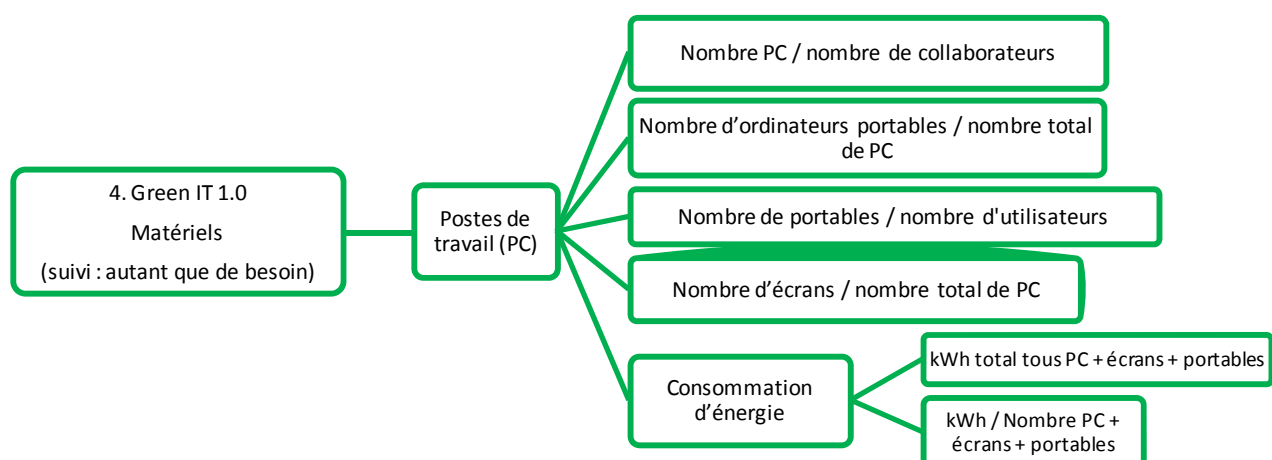 Nombre PC / nombre de collaborateurs
Nombre d’ordinateurs portables / nombre total
de PC
4. Green IT 1.0
Matériels
(suivi : autant que de besoin)
Postes de
travail (PC)
Nombre de portables / nombre d'utilisateurs
Nombre d’écrans / nombre total de PC
Consommation
d’énergie
kWh total tous PC + écrans + portables
kWh / Nombre PC +
écrans + portables